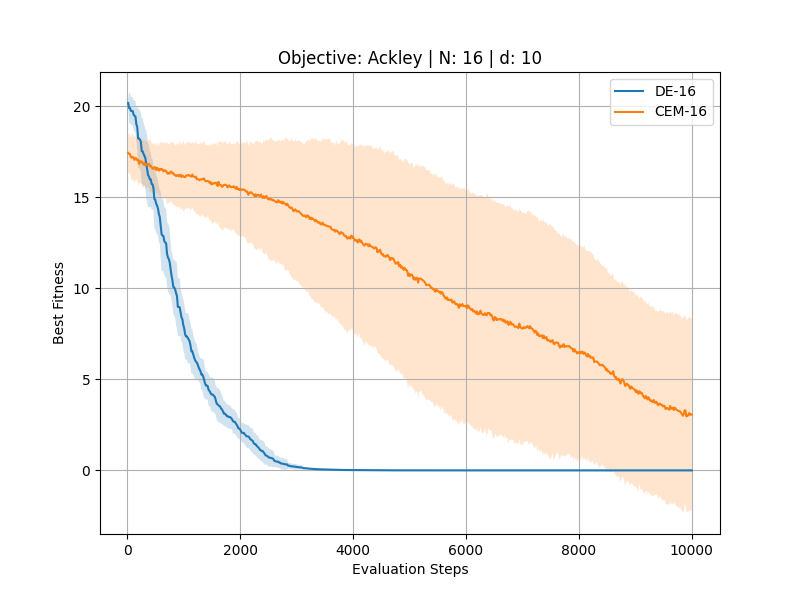 Objective: Ackley | N: 16 | d: 10
DE-16
CEM-16
Best Fitness
20
15
10
5
0
0 2000 4000 6000 8000 10000
Evaluation Steps